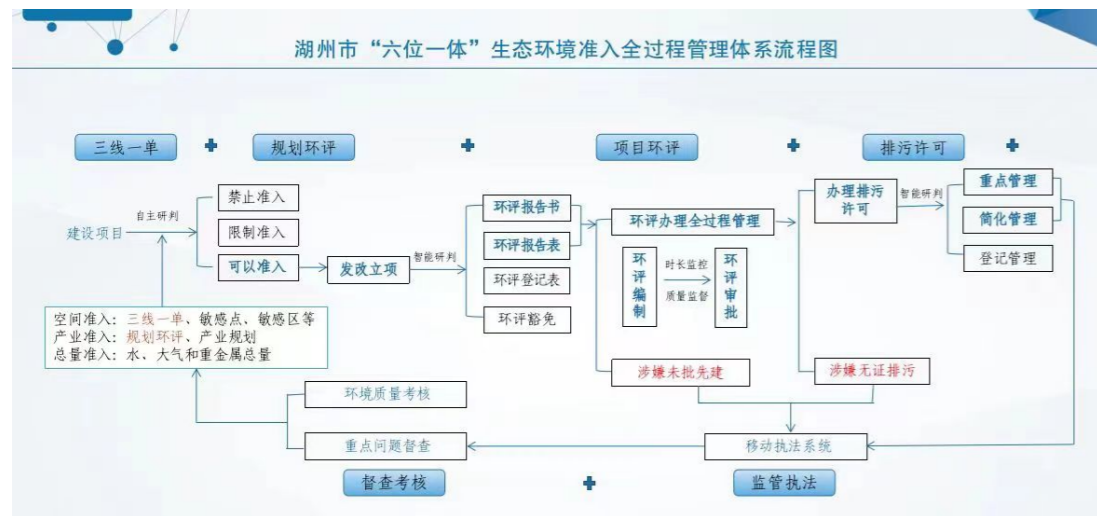 湖州市“六位一体”生态环境准入全过程管理体系流程图
三线一单
规划环评
项目环评
排污许可
建设项目
自主研判
禁止准入
限制准入
可以准入
发改立项
智能研判
环评报告书
环评报告表
环评登记表
环评豁免
环评办理全过程管理
环评编制
时长监控
质量监督
环评审批
涉嫌未批先建
办理排污
许可
智能研判
重点管理
简化管理
登记管理
涉嫌无证排污
空间准入：三线一单、敏感点、敏感区等
产业准入：规划环评、产业规划
总量准入：水、大气和重金属总量
环境质量考核
重点问题督查
移动执法系统
督查考核
监管执法